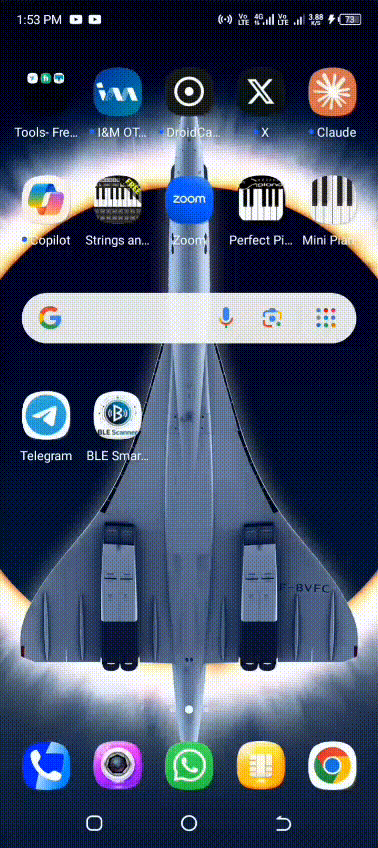 1:53 PM
Vo LTE 4G Vo LTE 3.88 K/S 73
Tools- Fre... I&M OT... DroidCa... X Claude
zoom
Copilot Strings an... Zoom Perfect Pi... Mini Pian
BLE Scanner
Telegram BLE Smar...
F-BVFC